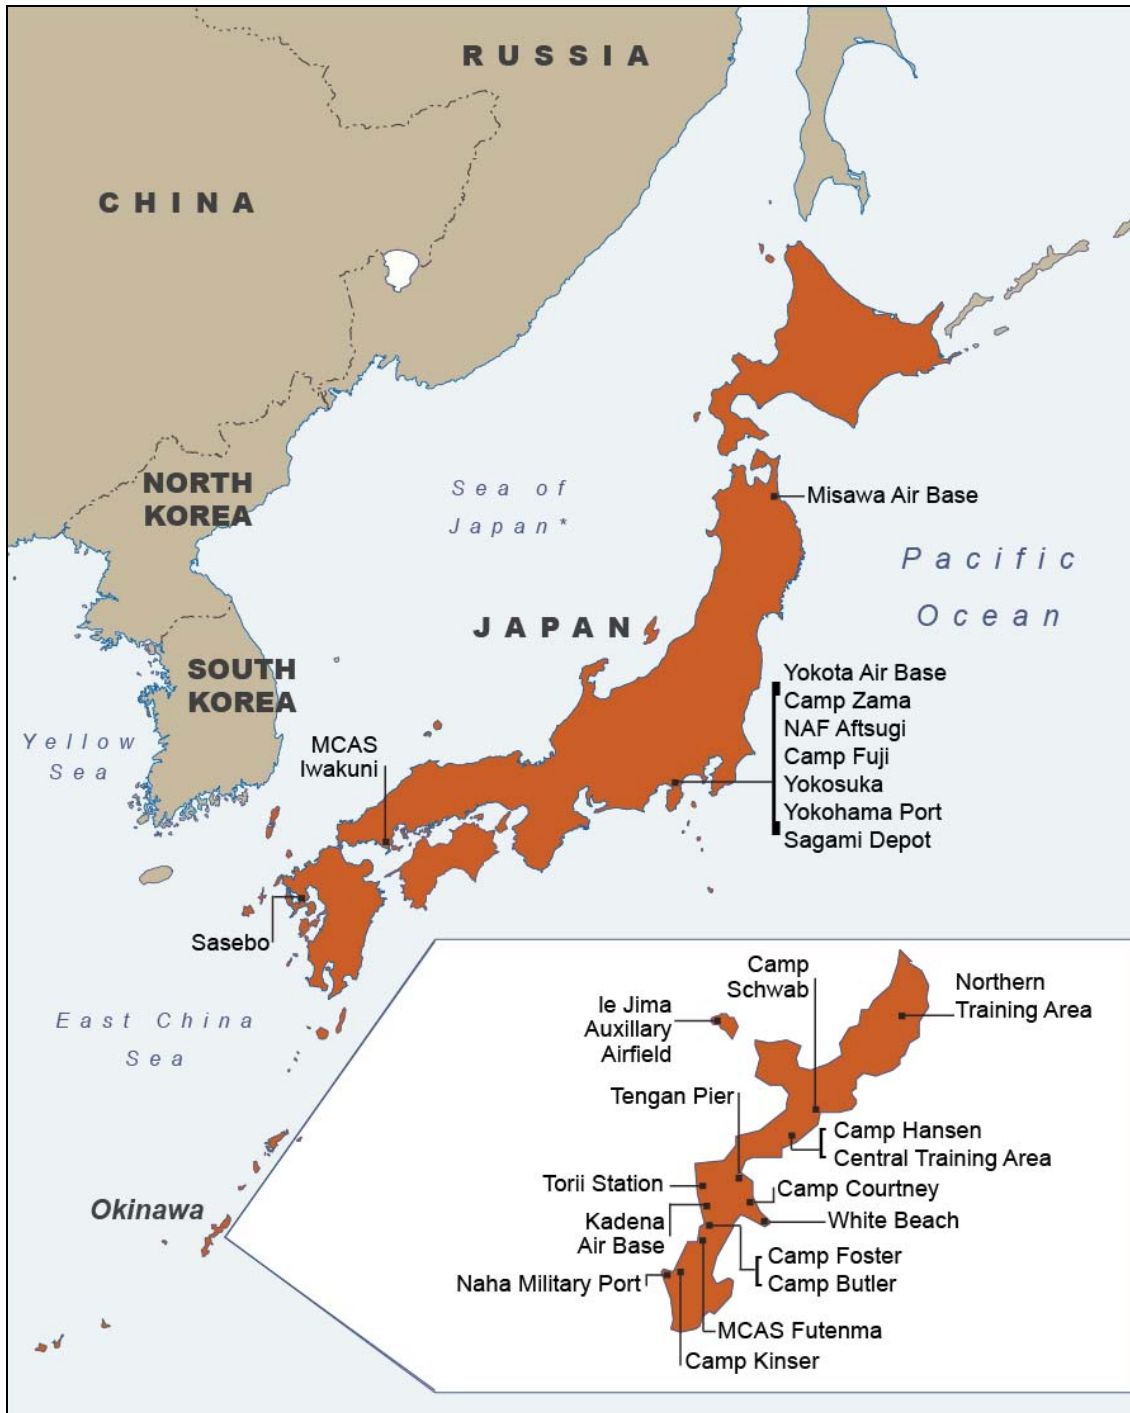 RUSSIA
CHINA
NORTH
KOREA
Sea of
Japan*
Misawa Air Base
Pacific
Ocean
JAPAN
SOUTH
KOREA
Yellow
Sea
MCAS
Iwakuni
Yokota Air Base
Camp Zama
NAF Aftsugi
Camp Fuji
Yokosuka
Yokohama Port
Sagami Depot
Sasebo
East China
Sea
Okinawa
Camp
Schwab
Northern
Training Area
Ie Jima
Auxillary
Airfield
Tengan Pier
Camp Hansen
Central Training Area
Torii Station
Camp Courtney
Kadena
Air Base
White Beach
Camp Foster
Camp Butler
Naha Military Port
MCAS Futenma
Camp Kinser